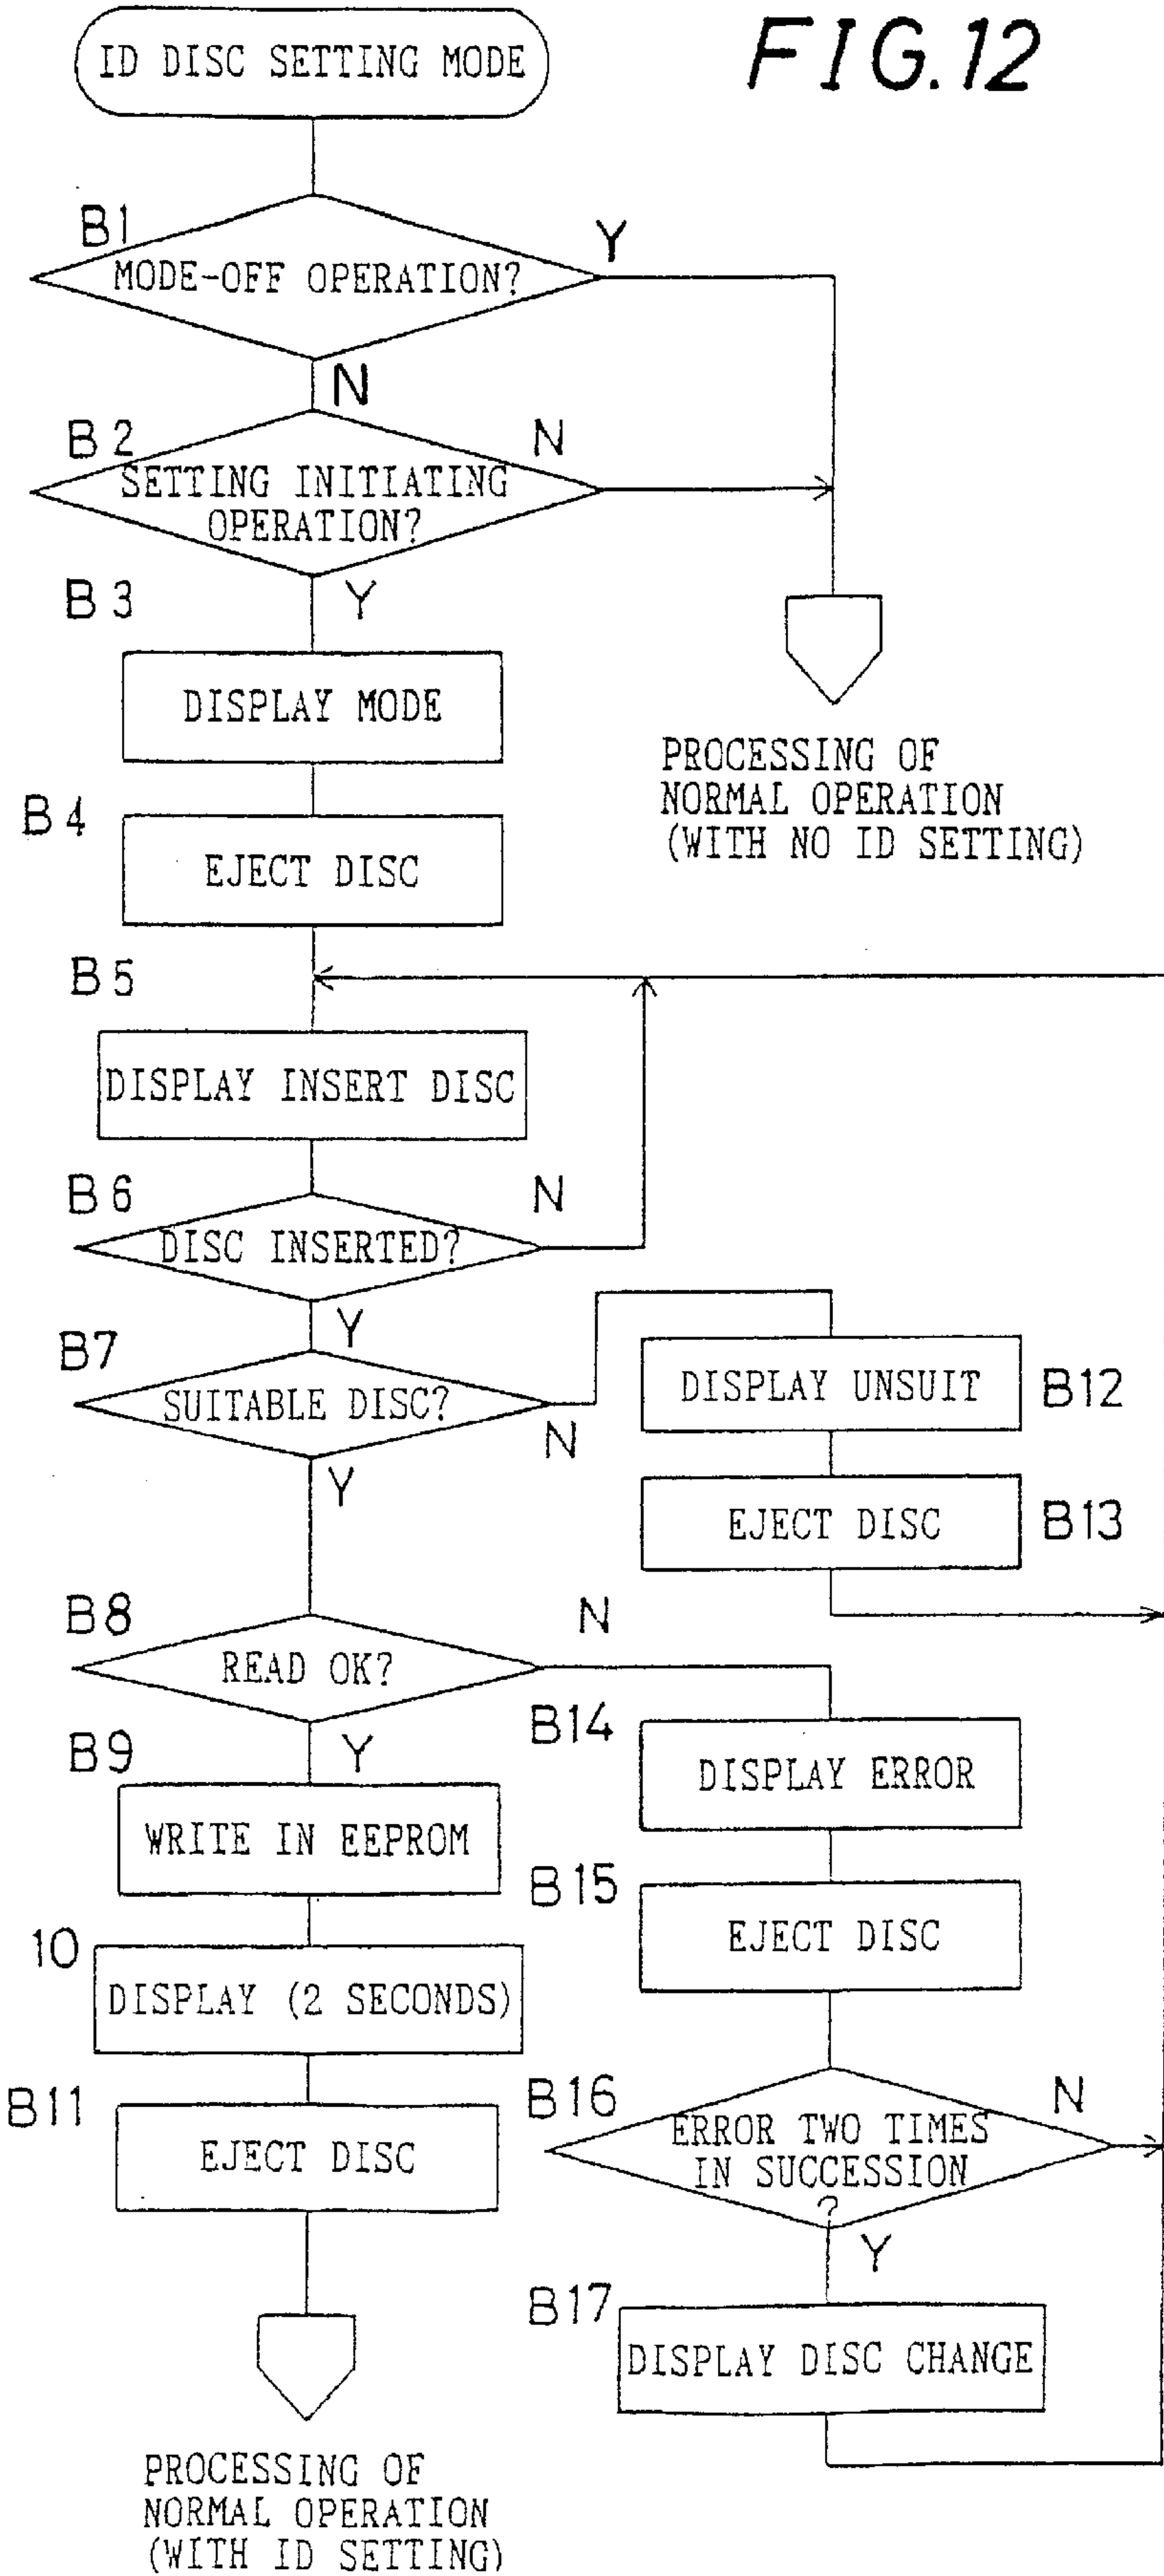 FIG.12
ID DISC SETTING MODE
B1
Y
MODE-OFF OPERATION?
N
B2
N
SETTING INITIATING
OPERATION?
B3
Y
DISPLAY MODE
PROCESSING OF
NORMAL OPERATION
(WITH NO ID SETTING)
B4
EJECT DISC
B5
DISPLAY INSERT DISC
B6
N
DISC INSERTED?
Y
B7
SUITABLE DISC?
N
Y
DISPLAY UNSUIT
B12
EJECT DISC
B13
B8
N
READ OK?
B9
Y
WRITE IN EEPROM
B14
DISPLAY ERROR
B15
EJECT DISC
10
DISPLAY (2 SECONDS)
B11
EJECT DISC
B16
N
ERROR TWO TIMES
IN SUCCESSION
?
Y
B17
DISPLAY DISC CHANGE
PROCESSING OF
NORMAL OPERATION
(WITH ID SETTING)